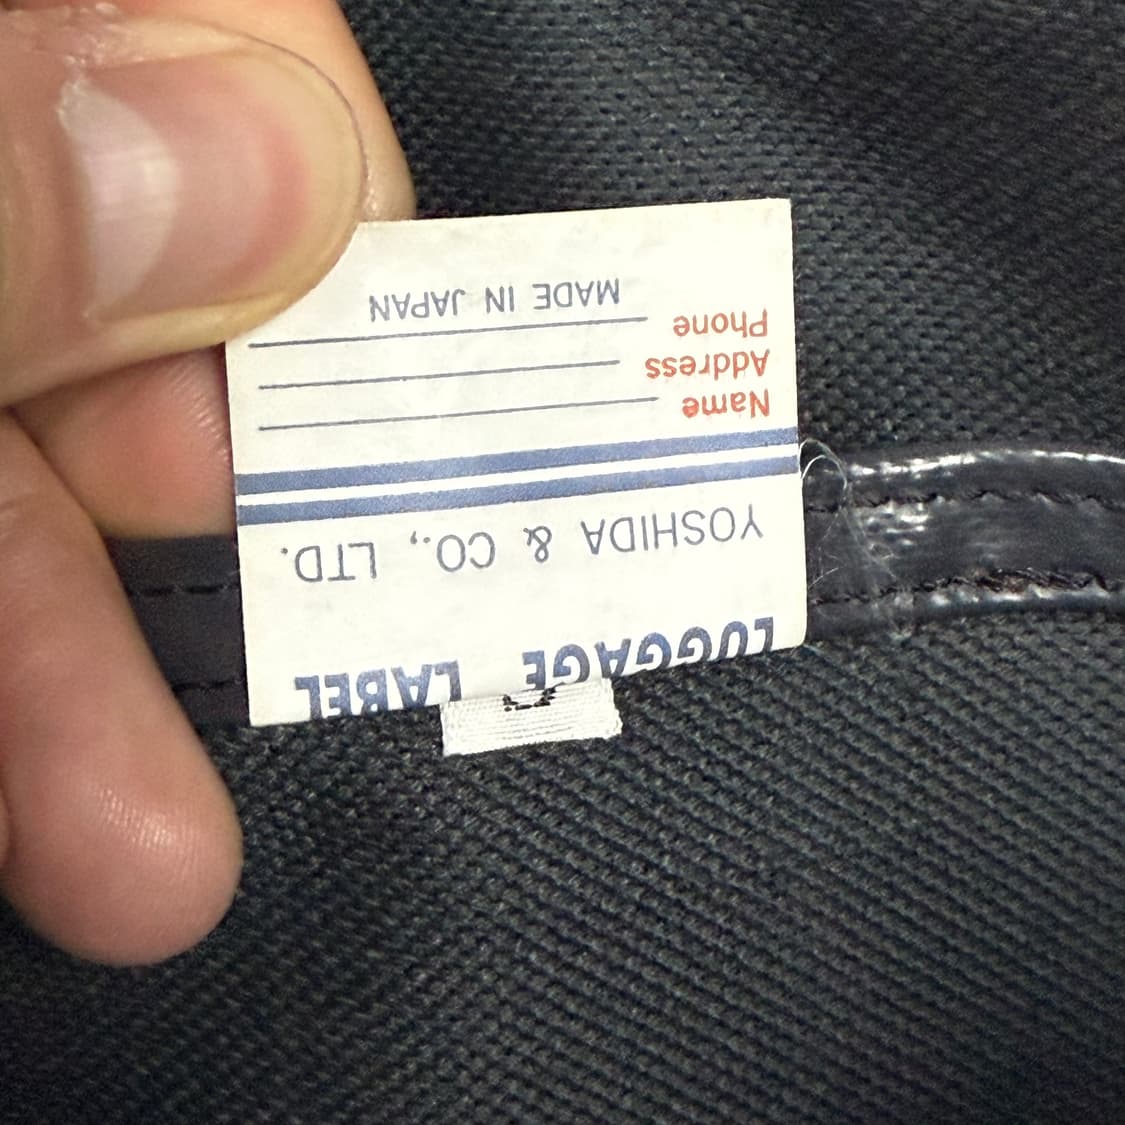 LUGGAGE LABEL
YOSHIDA & CO., LTD.
Name
Address
Phone
MADE IN JAPAN